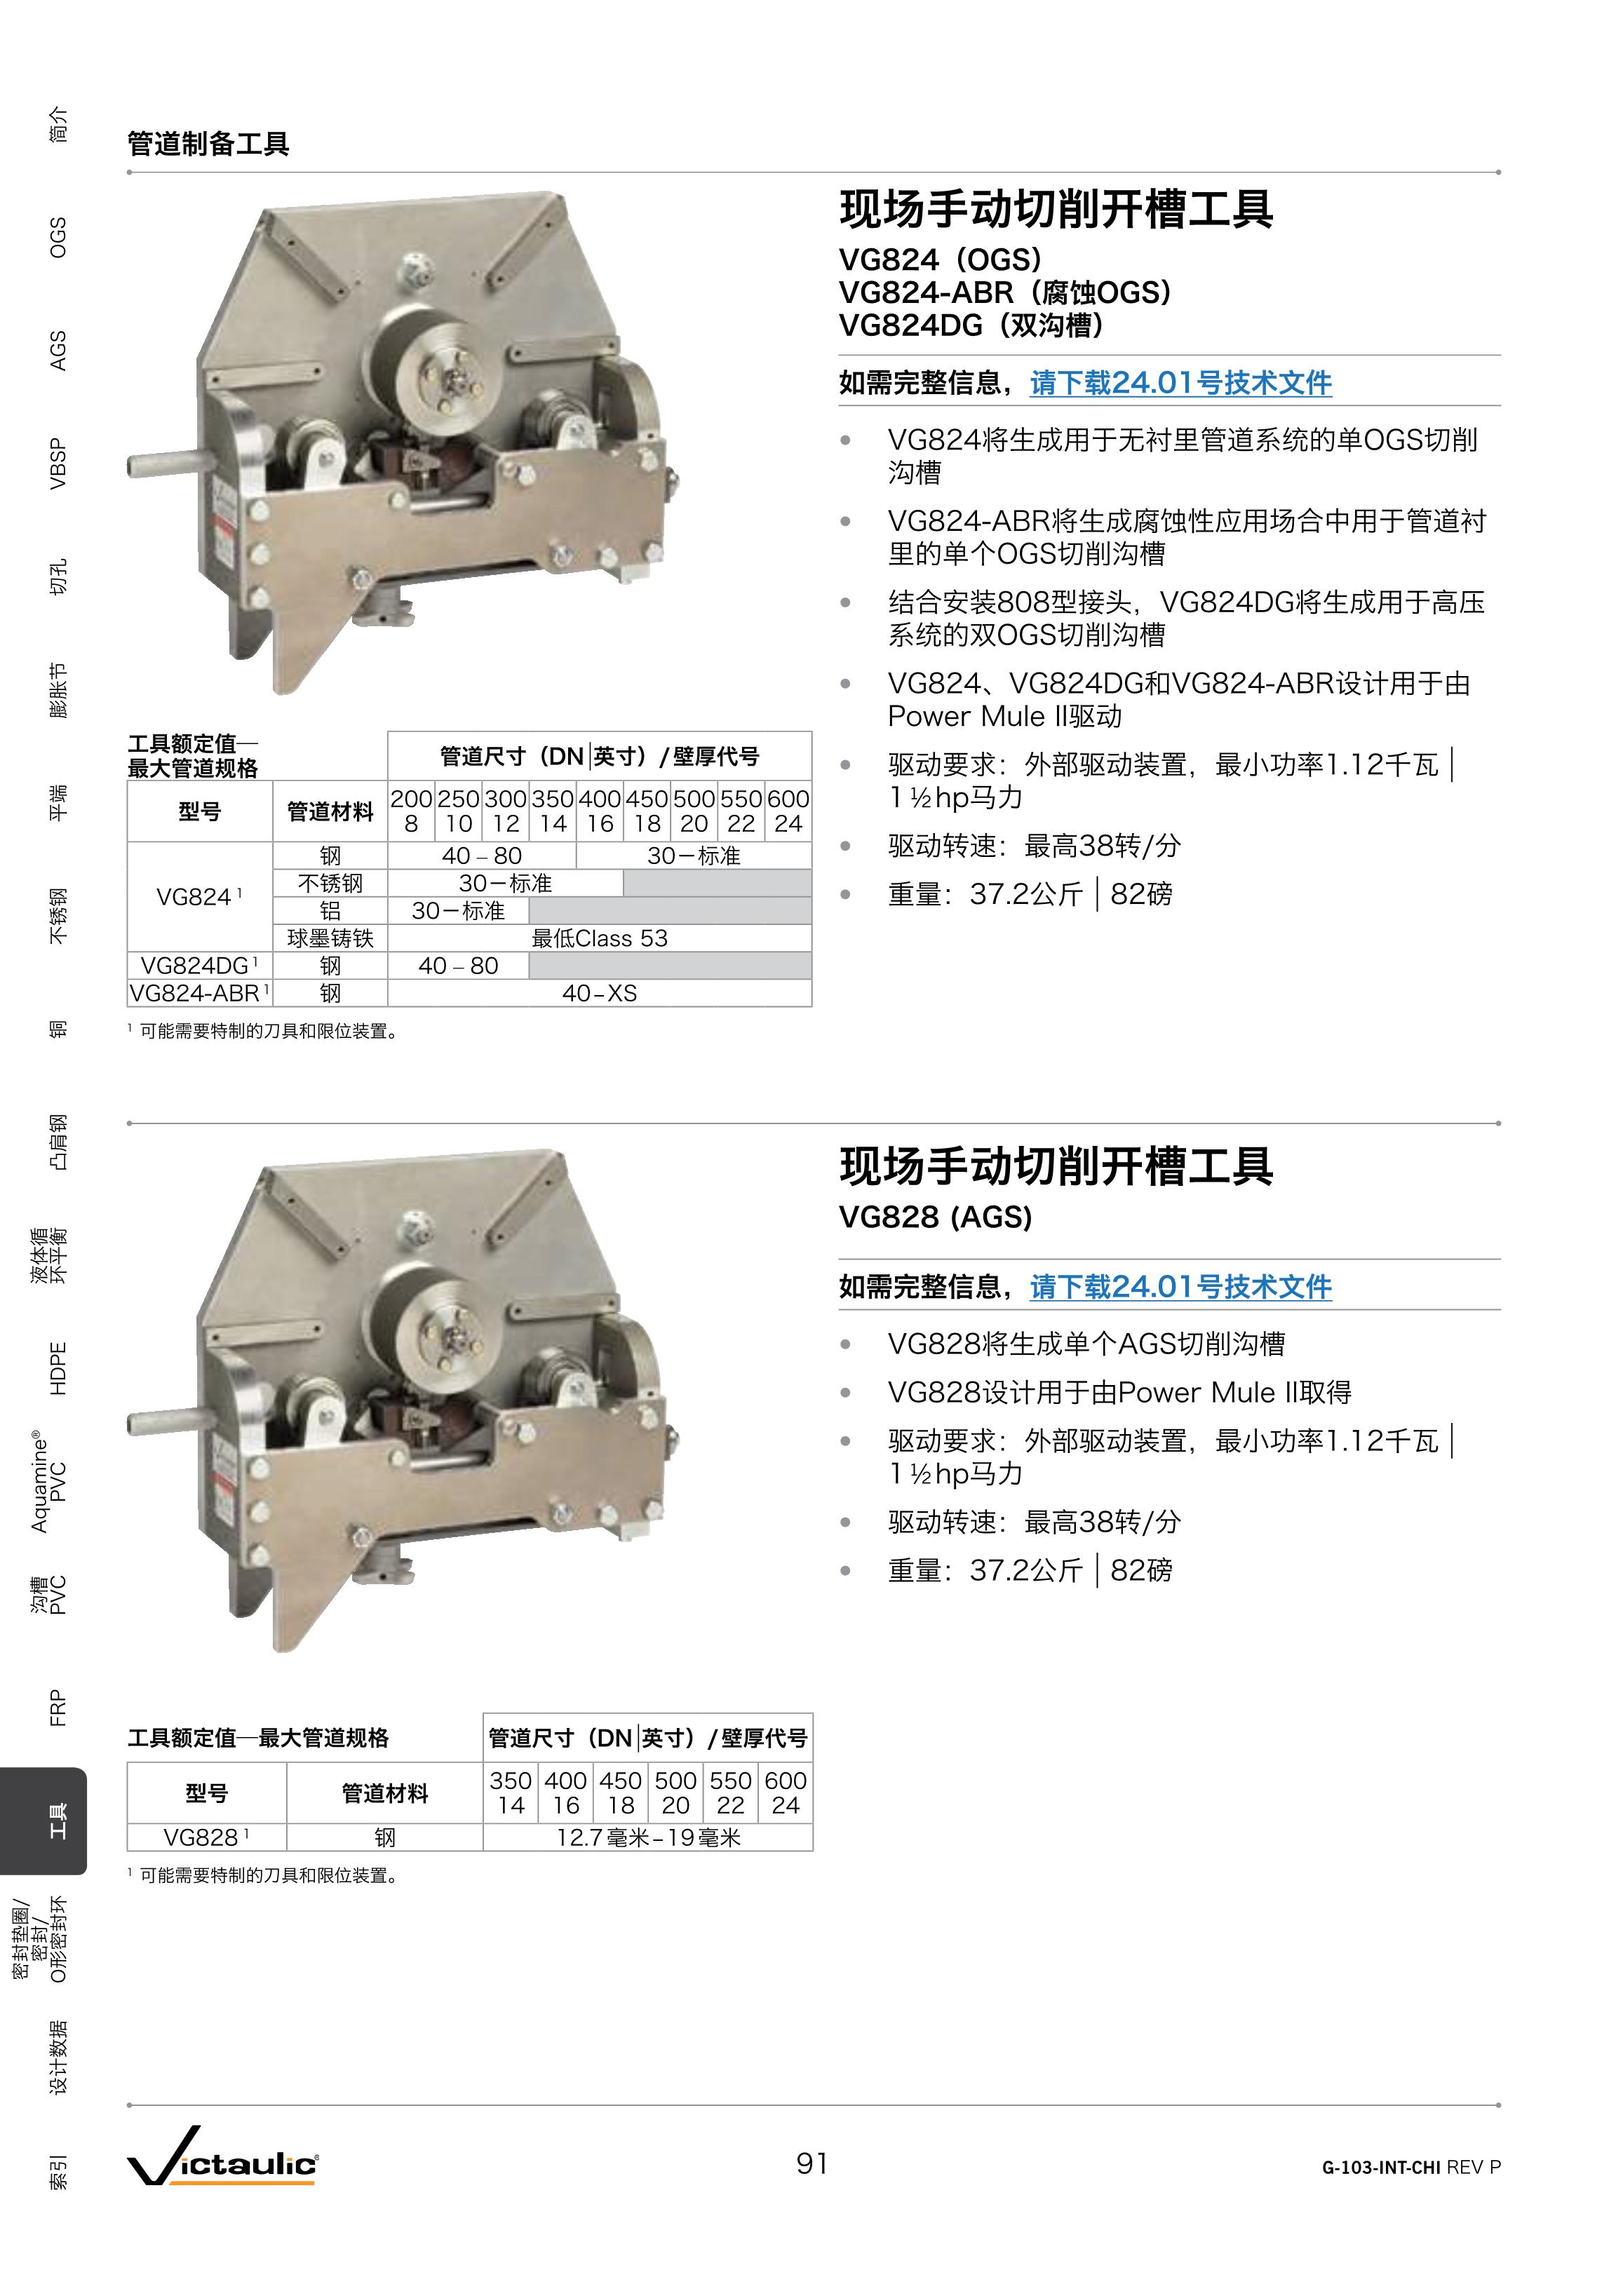 简介
OGS
AGS
VBSP
切孔
膨胀节
平端
不锈钢
铜
凸肩钢
液体循
环平衡
HDPE
Aquamine®
PVC
沟槽
PVC
FRP
工具
密封垫圈/
密封/
O形密封环
设计数据
索引
管道制备工具
现场手动切削开槽工具
VG824（OGS）
VG824-ABR（腐蚀OGS）
VG824DG（双沟槽）
如需完整信息，请下载24.01号技术文件
● VG824将生成用于无衬里管道系统的单OGS切削
沟槽
● VG824-ABR将生成腐蚀性应用场合中用于管道衬
里的单个OGS切削沟槽
● 结合安装808型接头，VG824DG将生成用于高压
系统的双OGS切削沟槽
● VG824、VG824DG和VG824-ABR设计用于由
Power Mule II驱动
● 驱动要求：外部驱动装置，最小功率1.12千瓦 |
1 ½ hp马力
● 驱动转速：最高38转/分
● 重量：37.2公斤 | 82磅
工具额定值—
最大管道规格
管道尺寸（DN|英寸）/ 壁厚代号
型号 管道材料 200 250 300 350 400 450 500 550 600
8 10 12 14 16 18 20 22 24
VG824 ¹ 钢 40 – 80 30－标准
不锈钢 30－标准
铝 30－标准
球墨铸铁 最低Class 53
VG824DG ¹ 钢 40 – 80
VG824-ABR ¹ 钢 40–XS
¹ 可能需要特制的刀具和限位装置。
现场手动切削开槽工具
VG828 (AGS)
如需完整信息，请下载24.01号技术文件
● VG828将生成单个AGS切削沟槽
● VG828设计用于由Power Mule II取得
● 驱动要求：外部驱动装置，最小功率1.12千瓦 |
1 ½ hp马力
● 驱动转速：最高38转/分
● 重量：37.2公斤 | 82磅
工具额定值—最大管道规格 管道尺寸（DN|英寸）/ 壁厚代号
型号 管道材料 350 400 450 500 550 600
14 16 18 20 22 24
VG828 ¹ 钢 12.7 毫米 – 19 毫米
¹ 可能需要特制的刀具和限位装置。
Victaulic®
91
G-103-INT-CHI REV P